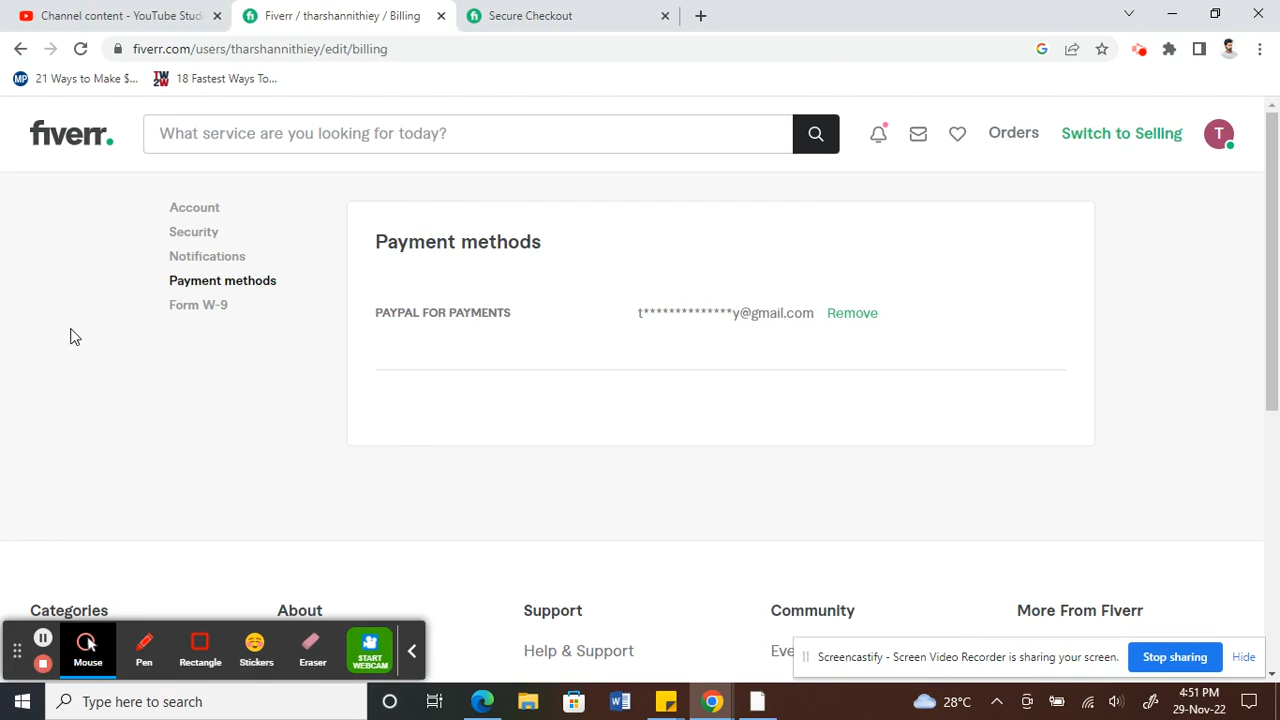 Channel content - YouTube Studi
Fiverr / tharshannithiey / Billing
Secure Checkout
fiverr.com/users/tharshannithiey/edit/billing
MP 21 Ways to Make $...
TW 2W 18 Fastest Ways To...
fiverr.
What service are you looking for today?
Orders
Switch to Selling
T
Account
Security
Notifications
Payment methods
Form W-9
Payment methods
PAYPAL FOR PAYMENTS
t**************y@gmail.com Remove
Categories
About
Support
Community
More From Fiverr
Help & Support
Eve
Mouse
Pen
Rectangle
Stickers
Eraser
START WEBCAM
Screencastify - Screen Video Recorder is sharing your screen.
Stop sharing
Hide
Type here to search
28°C
4:51 PM
29-Nov-22